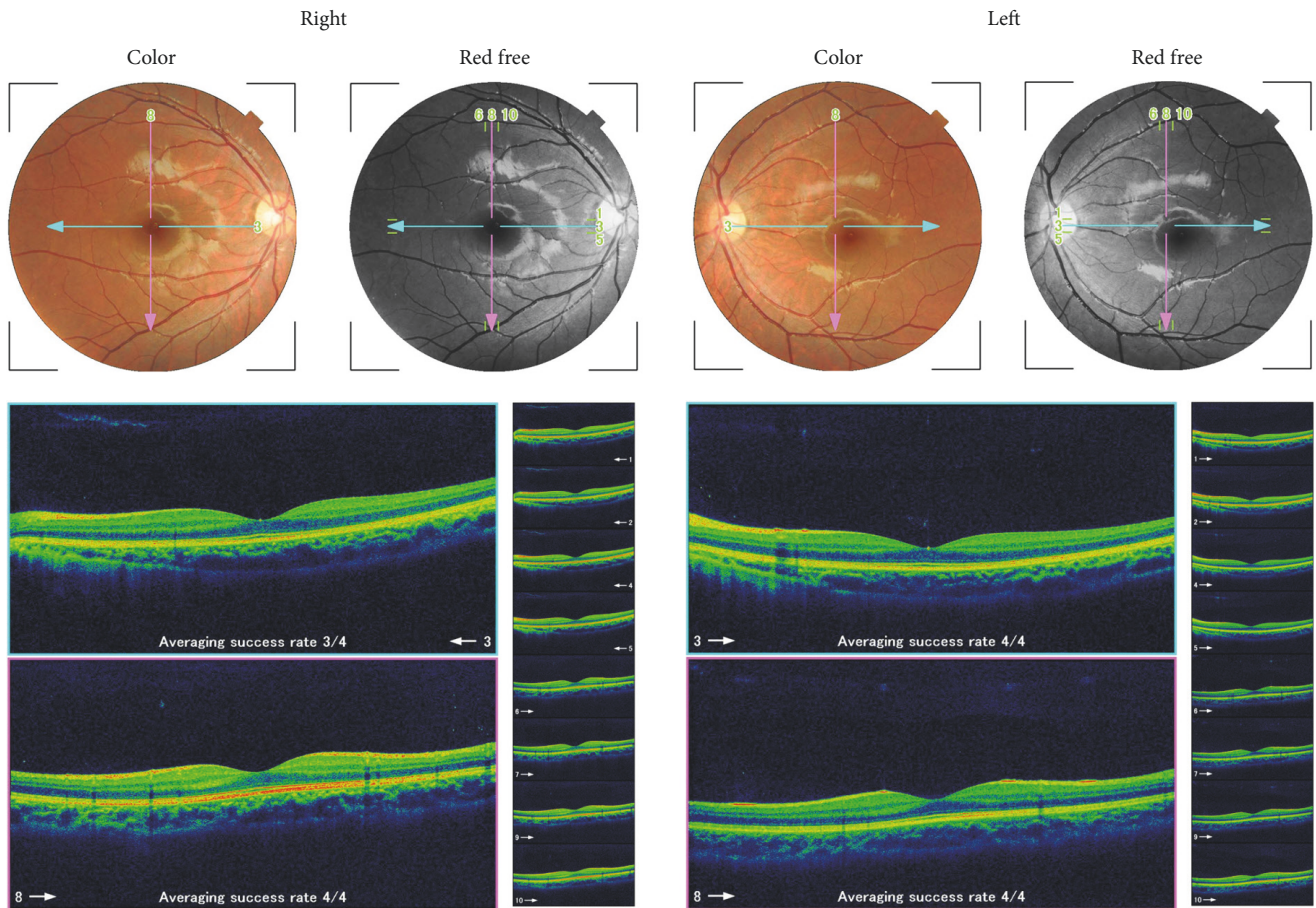 Right
Left
Color
Red free
Color
Red free
8
6 8 10
8
6 8 10
3
1
3
5
3
1
3
5
Averaging success rate 3/4
← 3
Averaging success rate 4/4
8 →
← 1
← 2
← 4
← 5
6 →
7 →
9 →
10 →
3 →
Averaging success rate 4/4
8 →
Averaging success rate 4/4
1 →
2 →
4 →
5 →
6 →
7 →
9 →
10 →